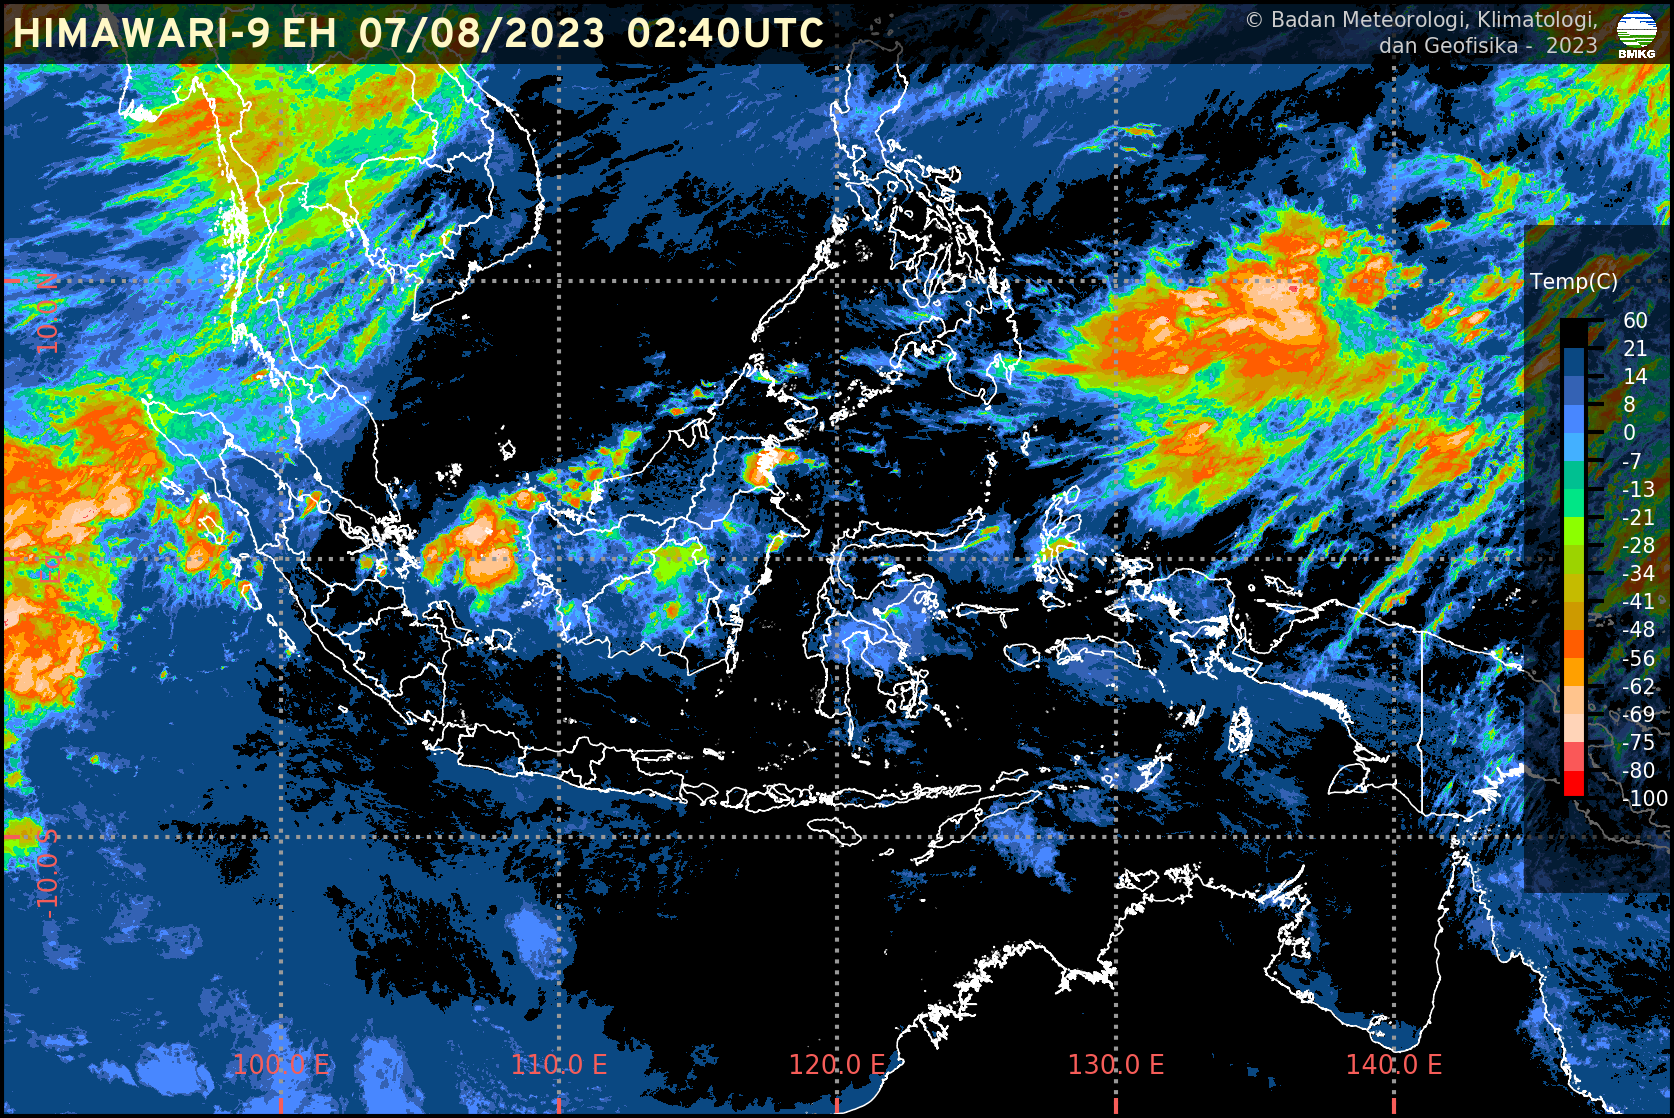 HIMAWARI-9 EH 07/08/2023 02:40UTC
© Badan Meteorologi, Klimatologi,
dan Geofisika - 2023
BMKG
Temp(C)
60
21
14
8
0
-7
-13
-21
-28
-34
-41
-48
-56
-62
-69
-75
-80
-100
10.0 N
-10.0 S
100.0 E
110.0 E
120.0 E
130.0 E
140.0 E